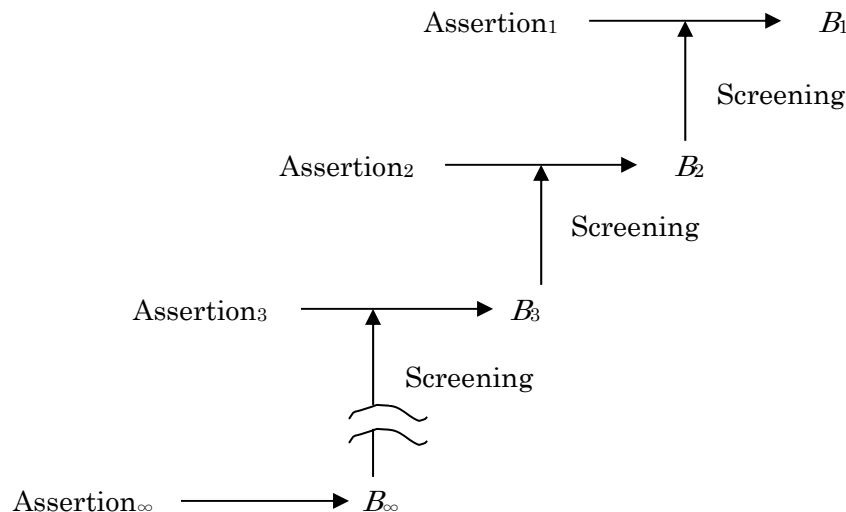 Assertion₁ B₁
Screening
Assertion₂ B₂
Screening
Assertion₃ B₃
Screening
Assertion∞ B∞